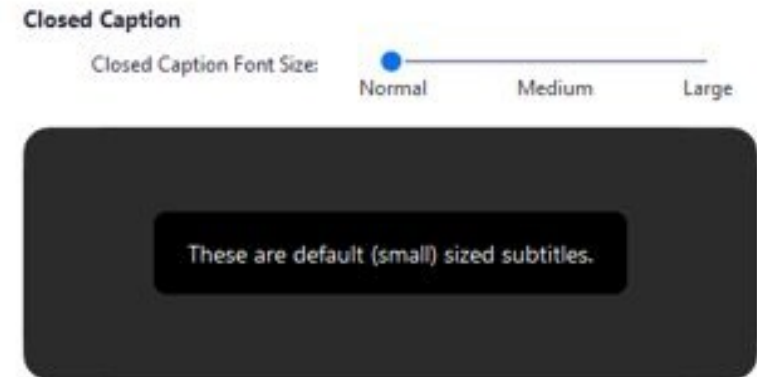 Closed Caption
Closed Caption Font Size:
Normal Medium Large
These are default (small) sized subtitles.